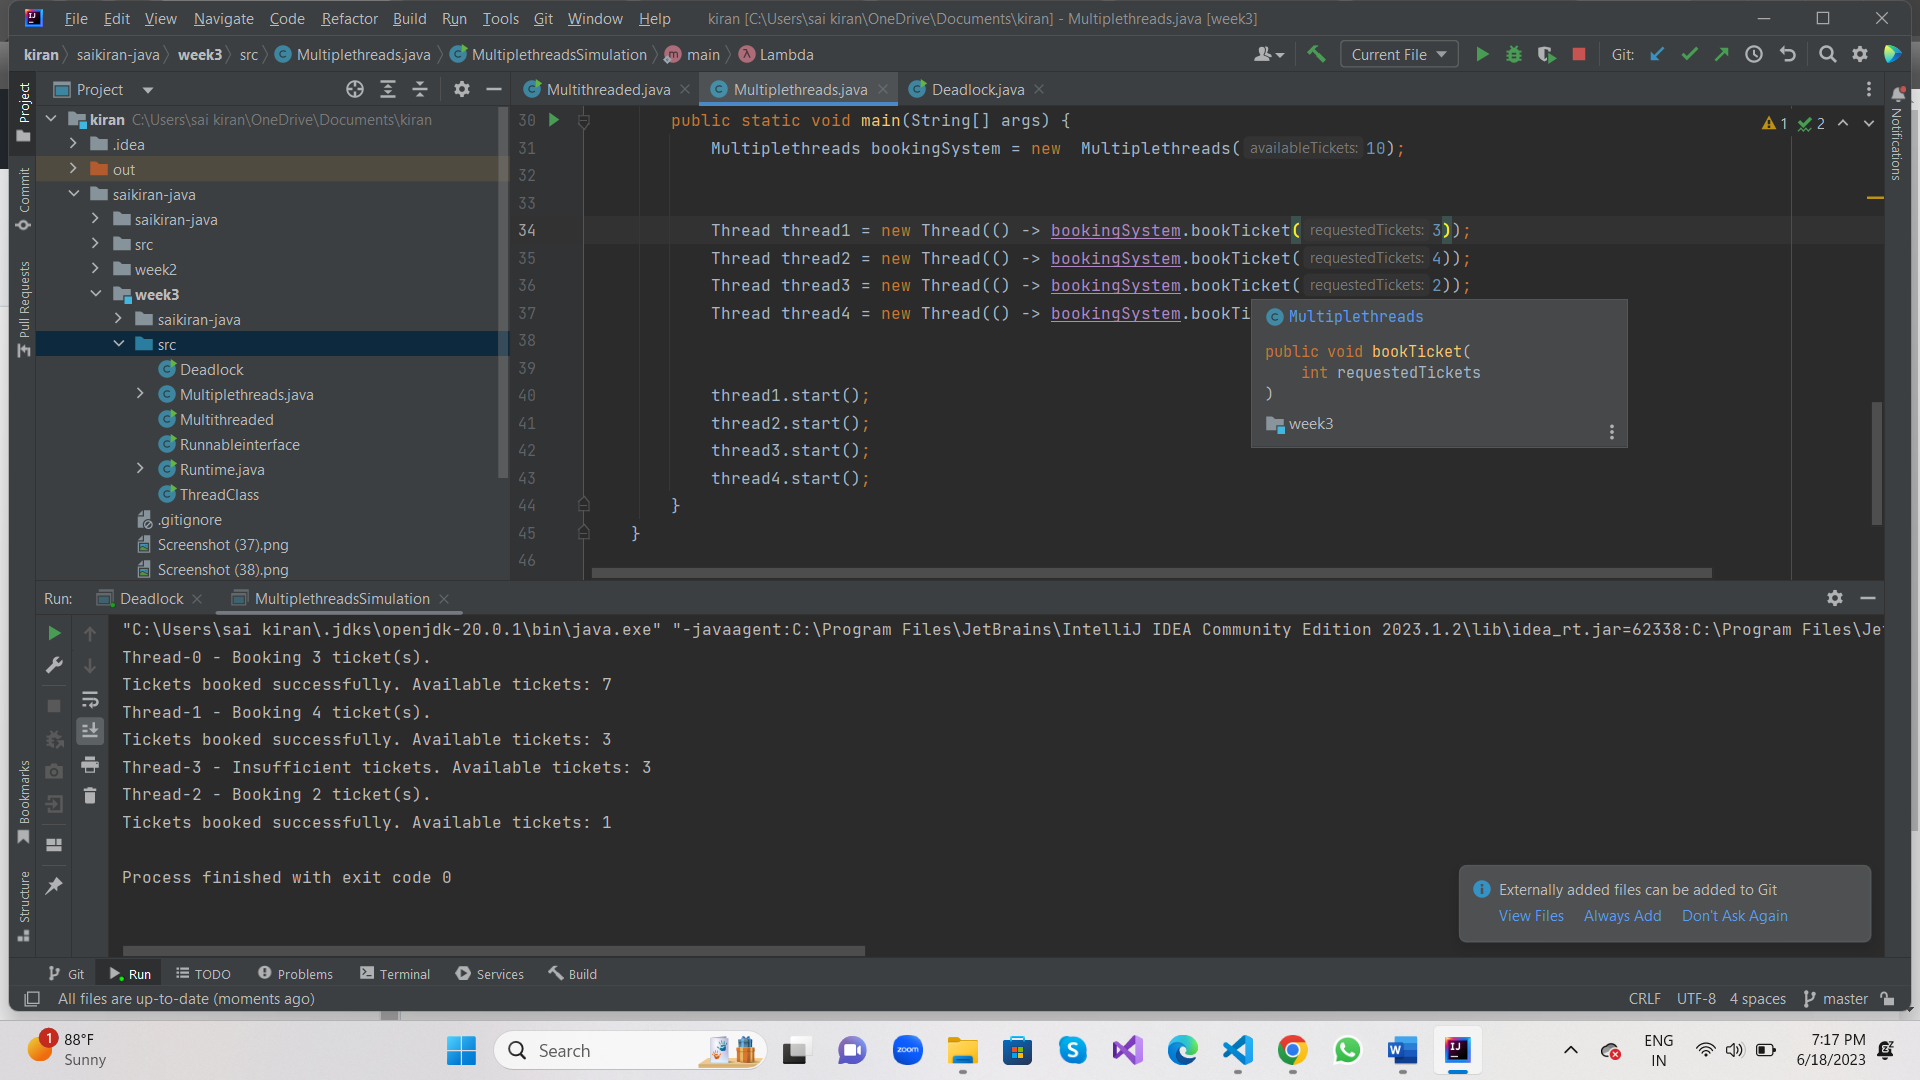 File Edit View Navigate Code Refactor Build Run Tools Git Window Help kiran [C:\Users\sai kiran\OneDrive\Documents\kiran] - Multiplethreads.java [week3]
kiran saikiran-java week3 src Multiplethreads.java MultiplethreadsSimulation main Lambda Current File Git:
Project
Multithreaded.java Multiplethreads.java Deadlock.java
Project
Commit
Pull Requests
Bookmarks
Structure
Notifications
kiran C:\Users\sai kiran\OneDrive\Documents\kiran
.idea
out
saikiran-java
saikiran-java
src
week2
week3
saikiran-java
src
Deadlock
Multiplethreads.java
Multithreaded
Runnableinterface
Runtime.java
ThreadClass
.gitignore
Screenshot (37).png
Screenshot (38).png
1 2
30 public static void main(String[] args) {
31 Multiplethreads bookingSystem = new Multiplethreads( availableTickets: 10);
32
33
34 Thread thread1 = new Thread(() -> bookingSystem.bookTicket( requestedTickets: 3));
35 Thread thread2 = new Thread(() -> bookingSystem.bookTicket( requestedTickets: 4));
36 Thread thread3 = new Thread(() -> bookingSystem.bookTicket( requestedTickets: 2));
37 Thread thread4 = new Thread(() -> bookingSystem.bookTi
38
39
40 thread1.start();
41 thread2.start();
42 thread3.start();
43 thread4.start();
44 }
45 }
46
Multiplethreads
public void bookTicket(
int requestedTickets
)
week3
Run: Deadlock MultiplethreadsSimulation
"C:\Users\sai kiran\.jdks\openjdk-20.0.1\bin\java.exe" "-javaagent:C:\Program Files\JetBrains\IntelliJ IDEA Community Edition 2023.1.2\lib\idea_rt.jar=62338:C:\Program Files\Je
Thread-0 - Booking 3 ticket(s).
Tickets booked successfully. Available tickets: 7
Thread-1 - Booking 4 ticket(s).
Tickets booked successfully. Available tickets: 3
Thread-3 - Insufficient tickets. Available tickets: 3
Thread-2 - Booking 2 ticket(s).
Tickets booked successfully. Available tickets: 1
Process finished with exit code 0
Externally added files can be added to Git
View Files Always Add Don't Ask Again
Git Run TODO Problems Terminal Services Build
All files are up-to-date (moments ago) CRLF UTF-8 4 spaces master
1 88°F
Sunny
Search
zoom
ENG
IN
7:17 PM
6/18/2023